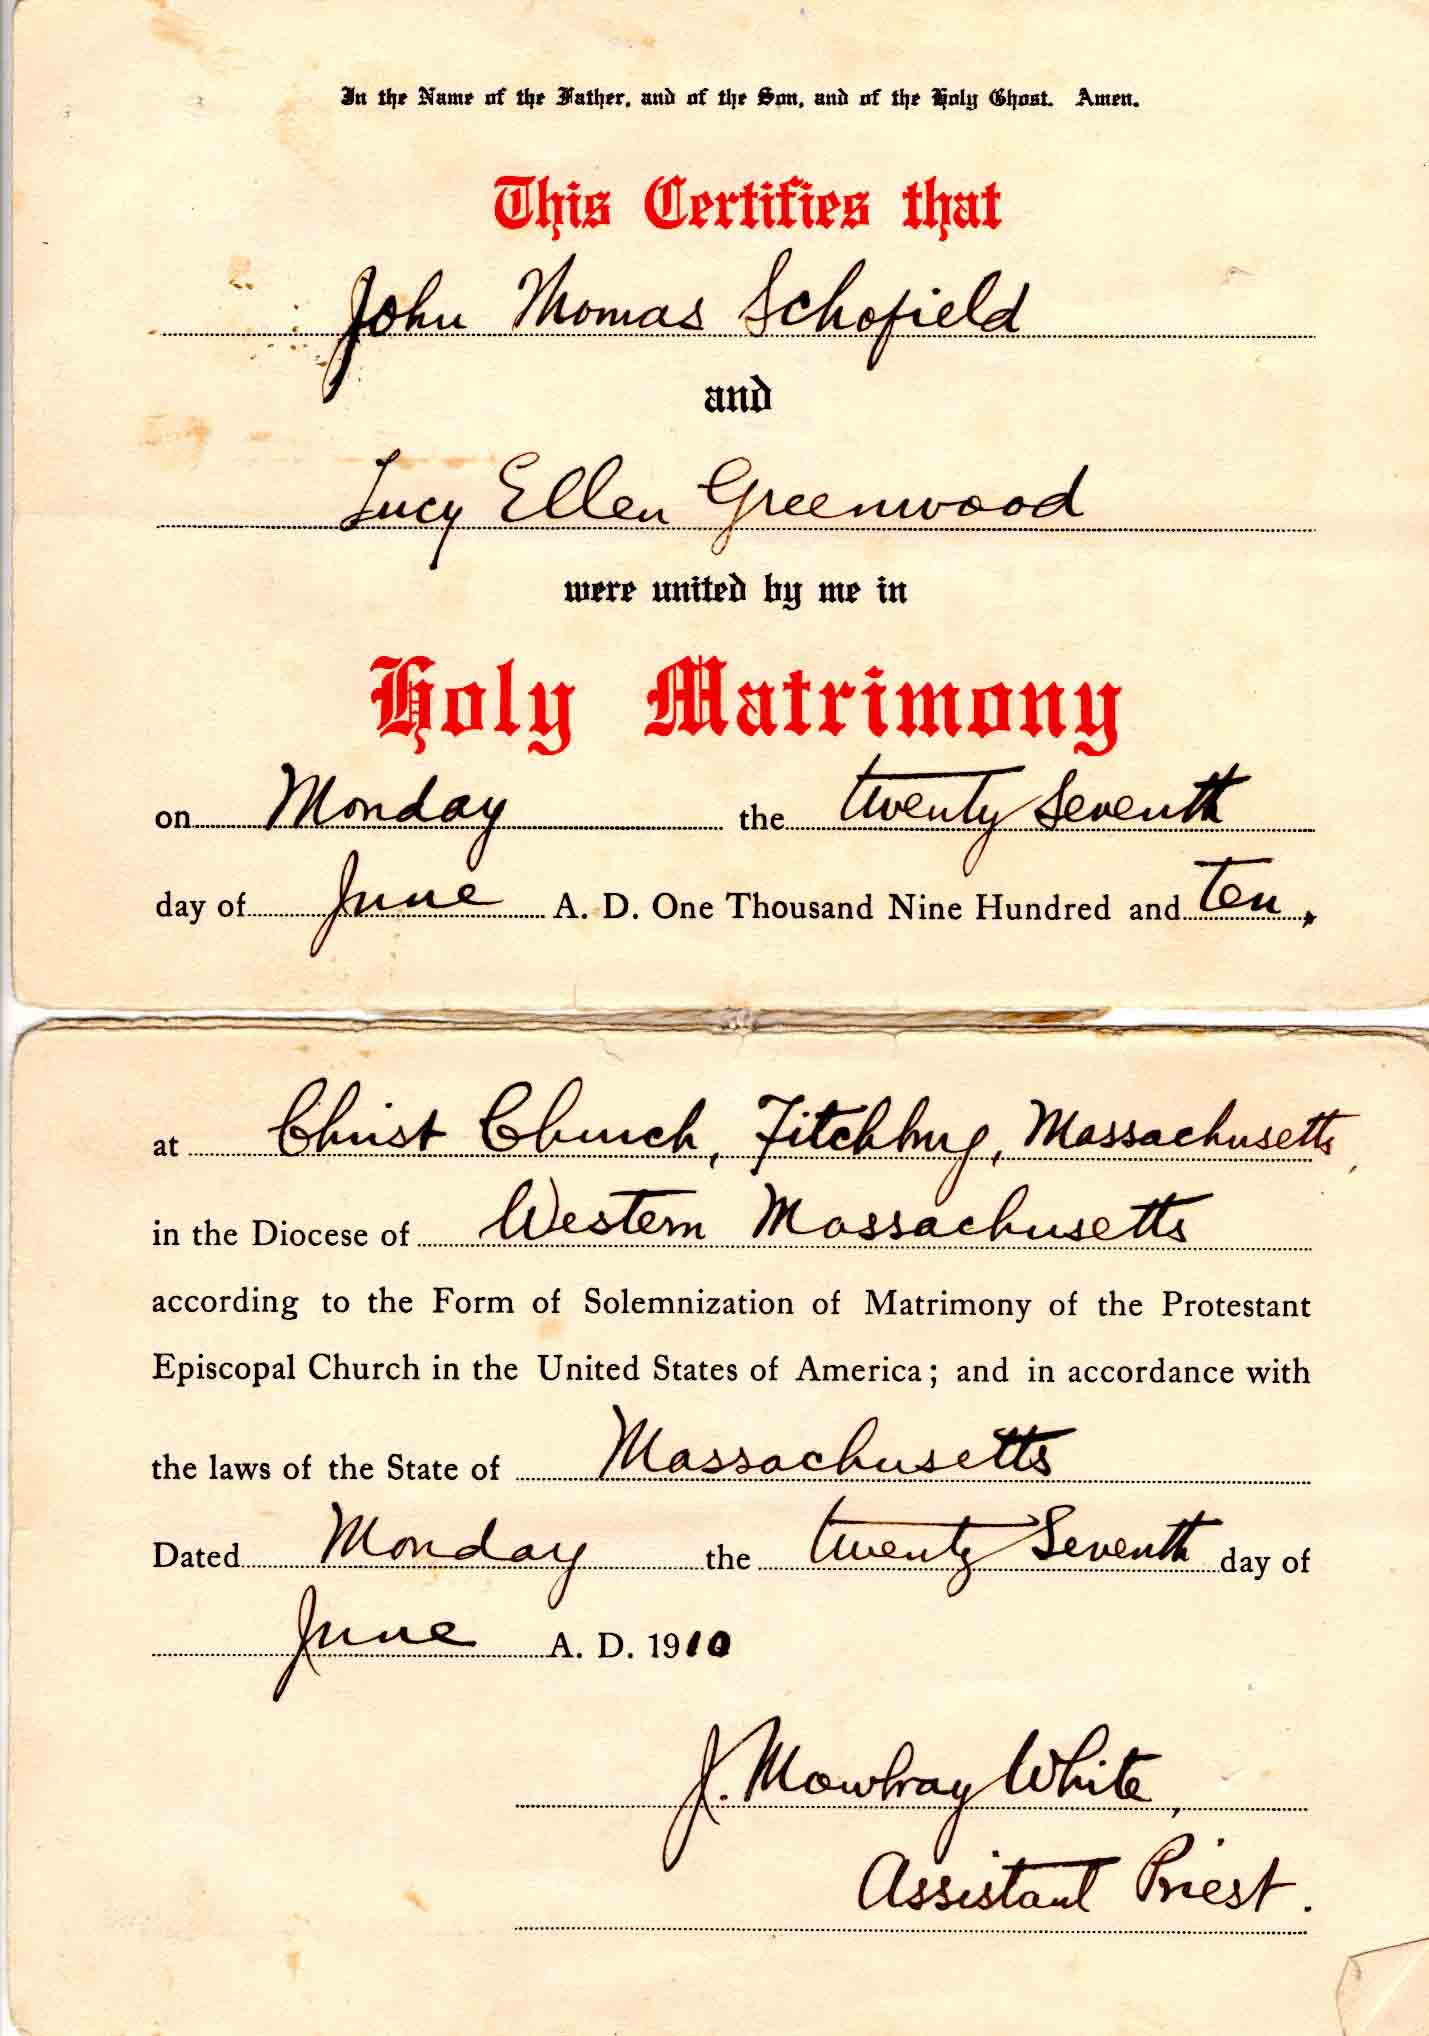 In the Name of the Father, and of the Son, and of the Holy Ghost. Amen.
This Certifies that
John Thomas Schofield
and
Lucy Ellen Greenwood
were united by me in
Holy Matrimony
on Monday the twenty seventh
day of June A. D. One Thousand Nine Hundred and Ten,
at Christ Church, Fitchburg, Massachusetts,
in the Diocese of Western Massachusetts
according to the Form of Solemnization of Matrimony of the Protestant
Episcopal Church in the United States of America; and in accordance with
the laws of the State of Massachusetts
Dated Monday the twenty seventh day of
June A. D. 1910
J. Mowbray White,
Assistant Priest.